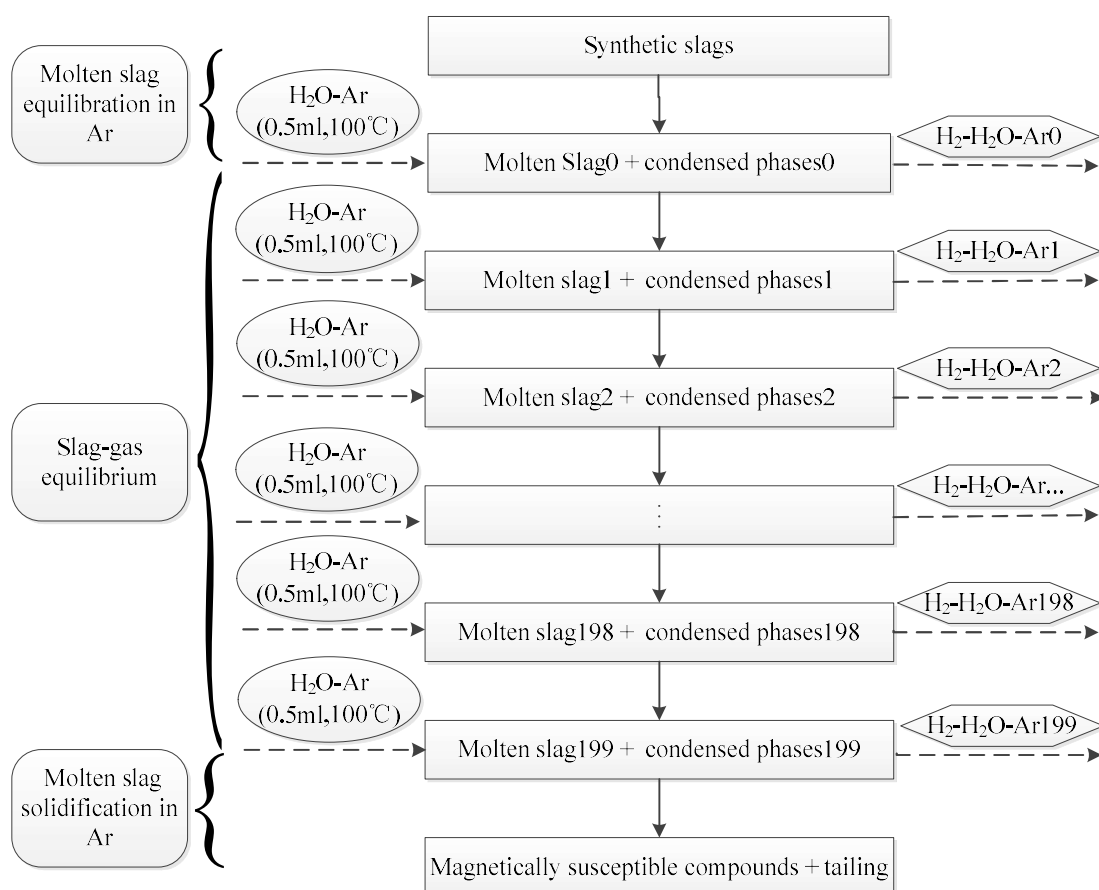 Synthetic slags
Molten slag
equilibration in
Ar
H₂O-Ar
(0.5ml,100℃)
Molten Slag0 + condensed phases0
H₂-H₂O-Ar0
H₂O-Ar
(0.5ml,100℃)
Molten slag1 + condensed phases1
H₂-H₂O-Ar1
H₂O-Ar
(0.5ml,100℃)
Molten slag2 + condensed phases2
H₂-H₂O-Ar2
Slag-gas
equilibrium
H₂O-Ar
(0.5ml,100℃)
⋮
H₂-H₂O-Ar...
H₂O-Ar
(0.5ml,100℃)
Molten slag198 + condensed phases198
H₂-H₂O-Ar198
H₂O-Ar
(0.5ml,100℃)
Molten slag199 + condensed phases199
H₂-H₂O-Ar199
Molten slag
solidification in
Ar
Magnetically susceptible compounds + tailing